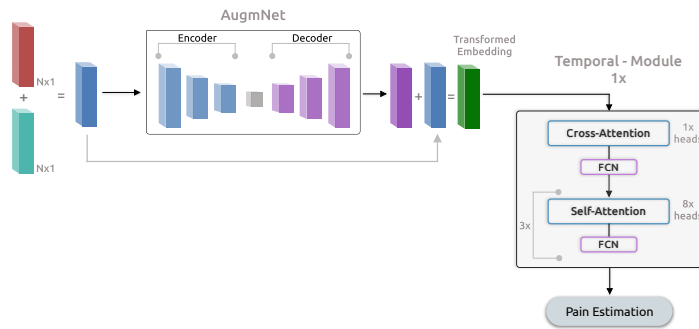 AugmNet
Encoder
Decoder
Nx1
+
=
Nx1
+
=
Transformed
Embedding
Temporal - Module
1x
Cross-Attention
1x
heads
FCN
3x
Self-Attention
8x
heads
FCN
Pain Estimation